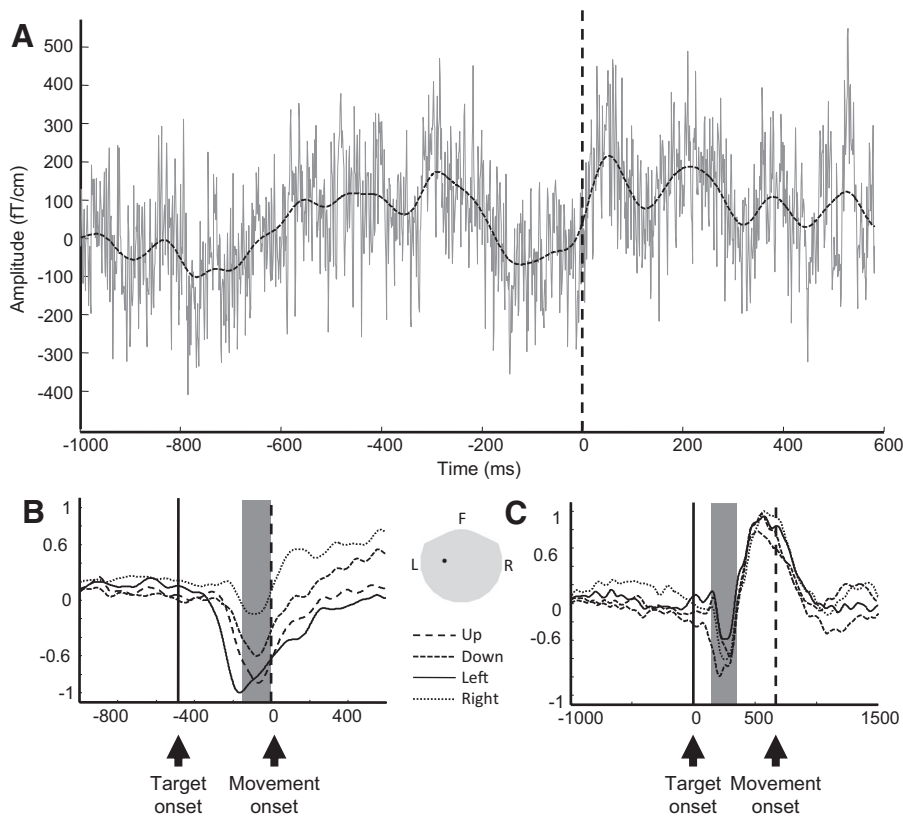 A
500
400
300
200
100
0
-100
-200
-300
-400
Amplitude (fT/cm)
-1000 -800 -600 -400 -200 0 200 400 600
Time (ms)
B
1
0.6
0
-0.6
-1
-800 -400 0 400
Target onset
Movement onset
F
L R
Up
Down
Left
Right
C
1
0.6
0
-0.6
-1
-1000 0 500 1500
Target onset
Movement onset